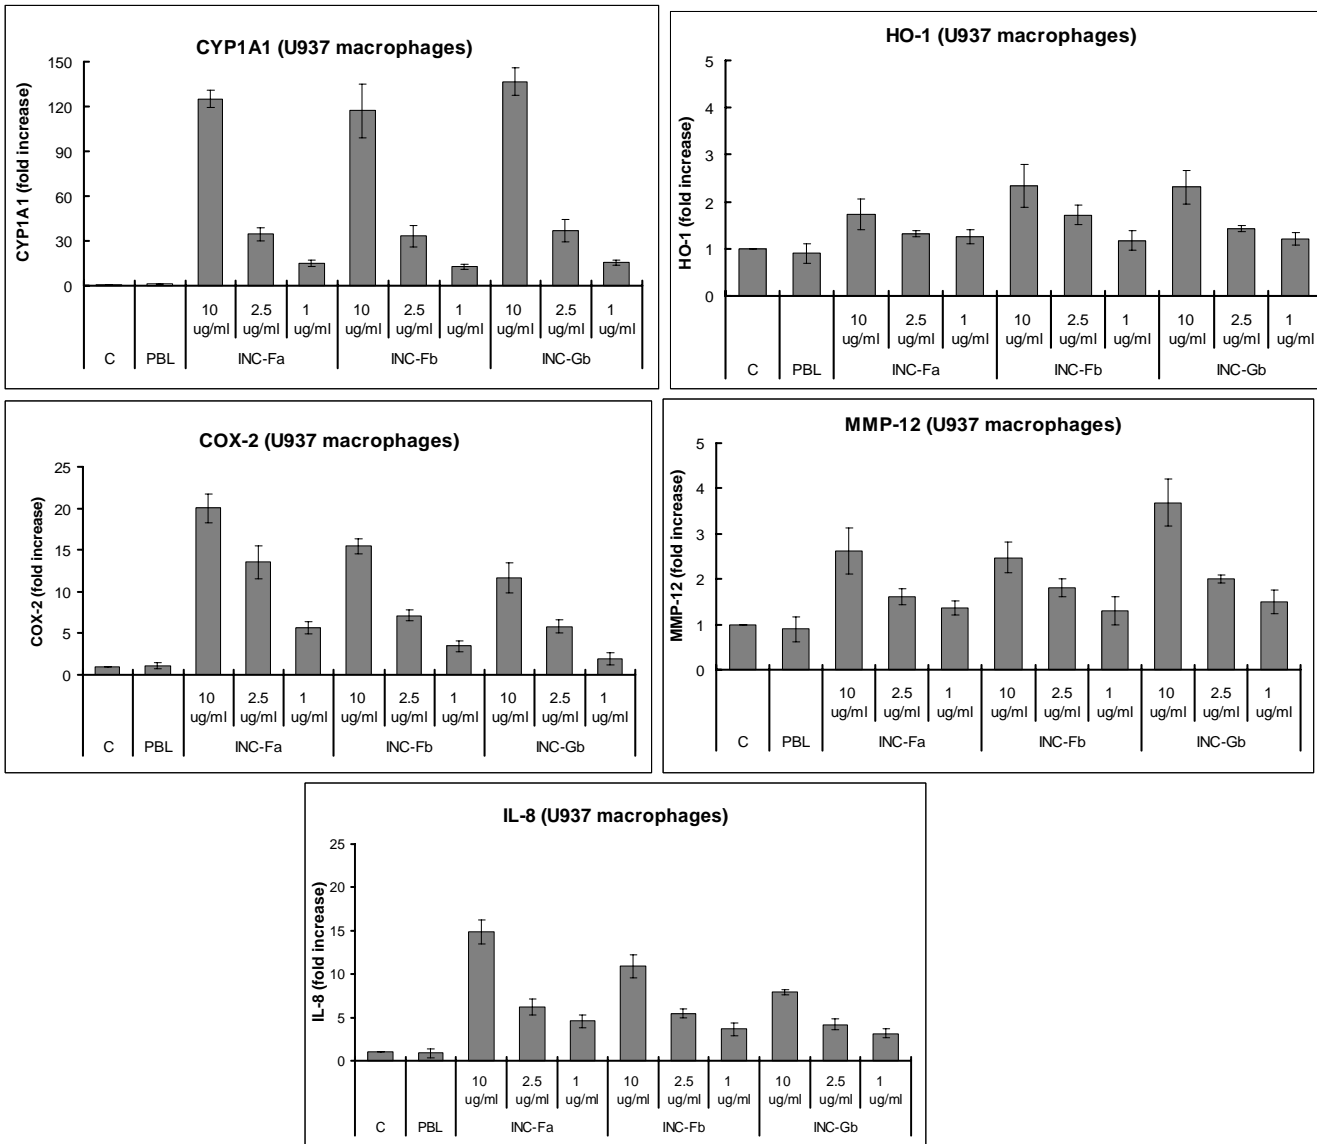 CYP1A1 (U937 macrophages)
CYP1A1 (fold increase)
150
120
90
60
30
0
10 2.5 1 10 2.5 1 10 2.5 1
ug/ml ug/ml ug/ml ug/ml ug/ml ug/ml ug/ml ug/ml ug/ml
C PBL INC-Fa INC-Fb INC-Gb
HO-1 (U937 macrophages)
HO-1 (fold increase)
5
4
3
2
1
0
10 2.5 1 10 2.5 1 10 2.5 1
ug/ml ug/ml ug/ml ug/ml ug/ml ug/ml ug/ml ug/ml ug/ml
C PBL INC-Fa INC-Fb INC-Gb
COX-2 (U937 macrophages)
COX-2 (fold increase)
25
20
15
10
5
0
10 2.5 1 10 2.5 1 10 2.5 1
ug/ml ug/ml ug/ml ug/ml ug/ml ug/ml ug/ml ug/ml ug/ml
C PBL INC-Fa INC-Fb INC-Gb
MMP-12 (U937 macrophages)
MMP-12 (fold increase)
5
4
3
2
1
0
10 2.5 1 10 2.5 1 10 2.5 1
ug/ml ug/ml ug/ml ug/ml ug/ml ug/ml ug/ml ug/ml ug/ml
C PBL INC-Fa INC-Fb INC-Gb
IL-8 (U937 macrophages)
IL-8 (fold increase)
25
20
15
10
5
0
10 2.5 1 10 2.5 1 10 2.5 1
ug/ml ug/ml ug/ml ug/ml ug/ml ug/ml ug/ml ug/ml ug/ml
C PBL INC-Fa INC-Fb INC-Gb